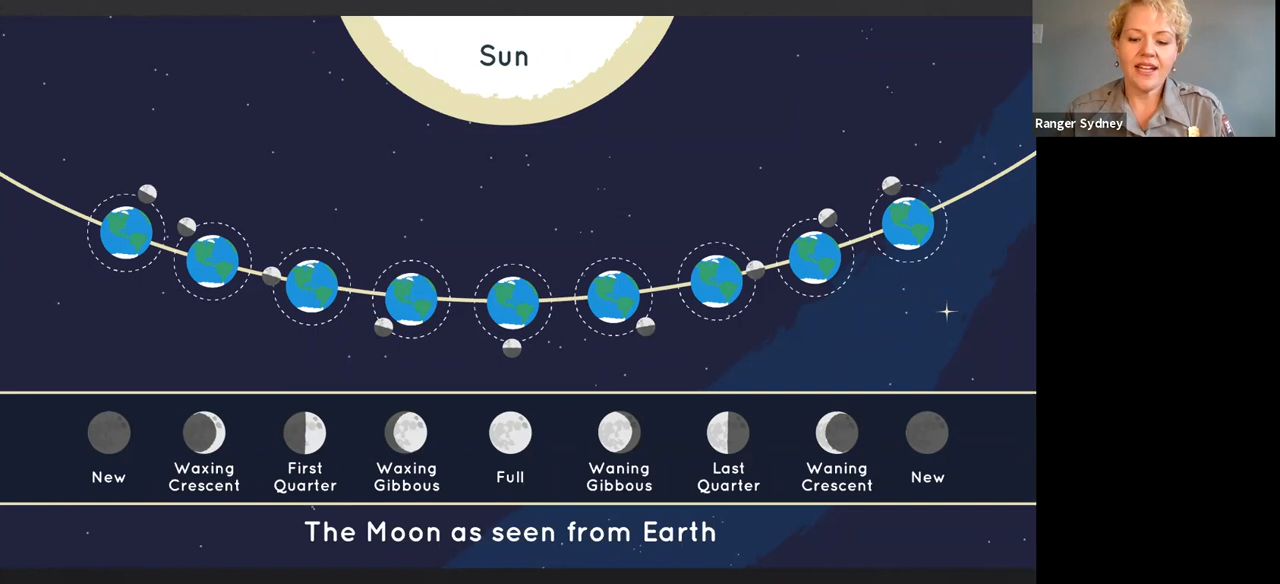 Sun
Ranger Sydney
New
Waxing
Crescent
First
Quarter
Waxing
Gibbous
Full
Waning
Gibbous
Last
Quarter
Waning
Crescent
New
The Moon as seen from Earth